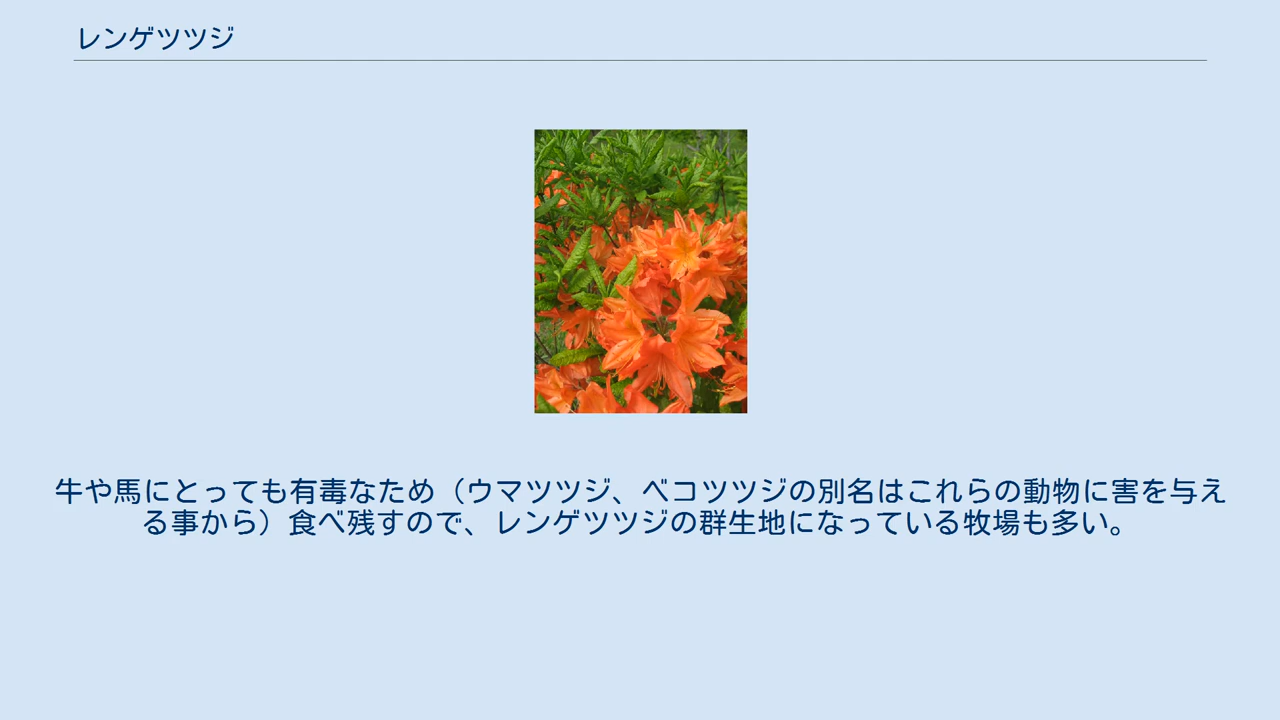 レンゲツツジ
牛や馬にとっても有毒なため（ウマツツジ、ベコツツジの別名はこれらの動物に害を与え
る事から）食べ残すので、レンゲツツジの群生地になっている牧場も多い。